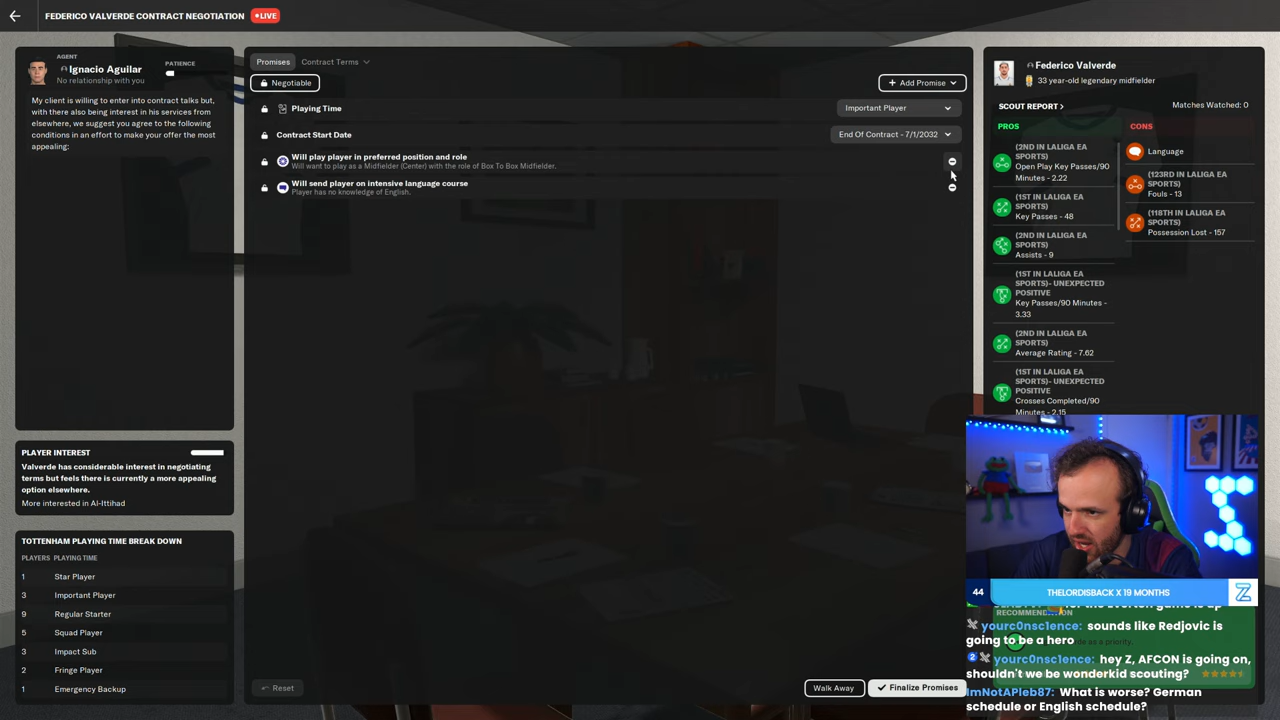 FEDERICO VALVERDE CONTRACT NEGOTIATION
LIVE
AGENT
Ignacio Aguilar
No relationship with you
PATIENCE
My client is willing to enter into contract talks but,
with there also being interest in his services from
elsewhere, we suggest you agree to the following
conditions in an effort to make your offer the most
appealing:
PLAYER INTEREST
Valverde has considerable interest in negotiating
terms but feels there is currently a more appealing
option elsewhere.
More interested in Al-Ittihad
TOTTENHAM PLAYING TIME BREAK DOWN
PLAYERS PLAYING TIME
1 Star Player
3 Important Player
9 Regular Starter
5 Squad Player
3 Impact Sub
2 Fringe Player
1 Emergency Backup
Promises Contract Terms
Negotiable
+ Add Promise
Playing Time
Important Player
Contract Start Date
End Of Contract - 7/1/2032
Will play player in preferred position and role
Will want to play as a Midfielder (Center) with the role of Box To Box Midfielder.
Will send player on intensive language course
Player has no knowledge of English.
Reset
Walk Away
Finalize Promises
Federico Valverde
33 year-old legendary midfielder
SCOUT REPORT >
Matches Watched: 0
PROS
(2ND IN LALIGA EA
SPORTS)
Open Play Key Passes/90
Minutes - 2.22
(1ST IN LALIGA EA
SPORTS)
Key Passes - 48
(2ND IN LALIGA EA
SPORTS)
Assists - 9
(1ST IN LALIGA EA
SPORTS)- UNEXPECTED
POSITIVE
Key Passes/90 Minutes -
3.33
(2ND IN LALIGA EA
SPORTS)
Average Rating - 7.62
(1ST IN LALIGA EA
SPORTS)- UNEXPECTED
POSITIVE
Crosses Completed/90
Minutes - 2.15
CONS
Language
(123RD IN LALIGA EA
SPORTS)
Fouls - 13
(118TH IN LALIGA EA
SPORTS)
Possession Lost - 157
44
THELORDISBACK X 19 MONTHS
for the Everton game is up
RECOMMENDATION
yourc0nsc1ence: sounds like Redjovic is
going to be a hero
as a priority.
yourc0nsc1ence: hey Z, AFCON is going on,
shouldn't we be wonderkid scouting?
ImNotAPleb87: What is worse? German
schedule or English schedule?